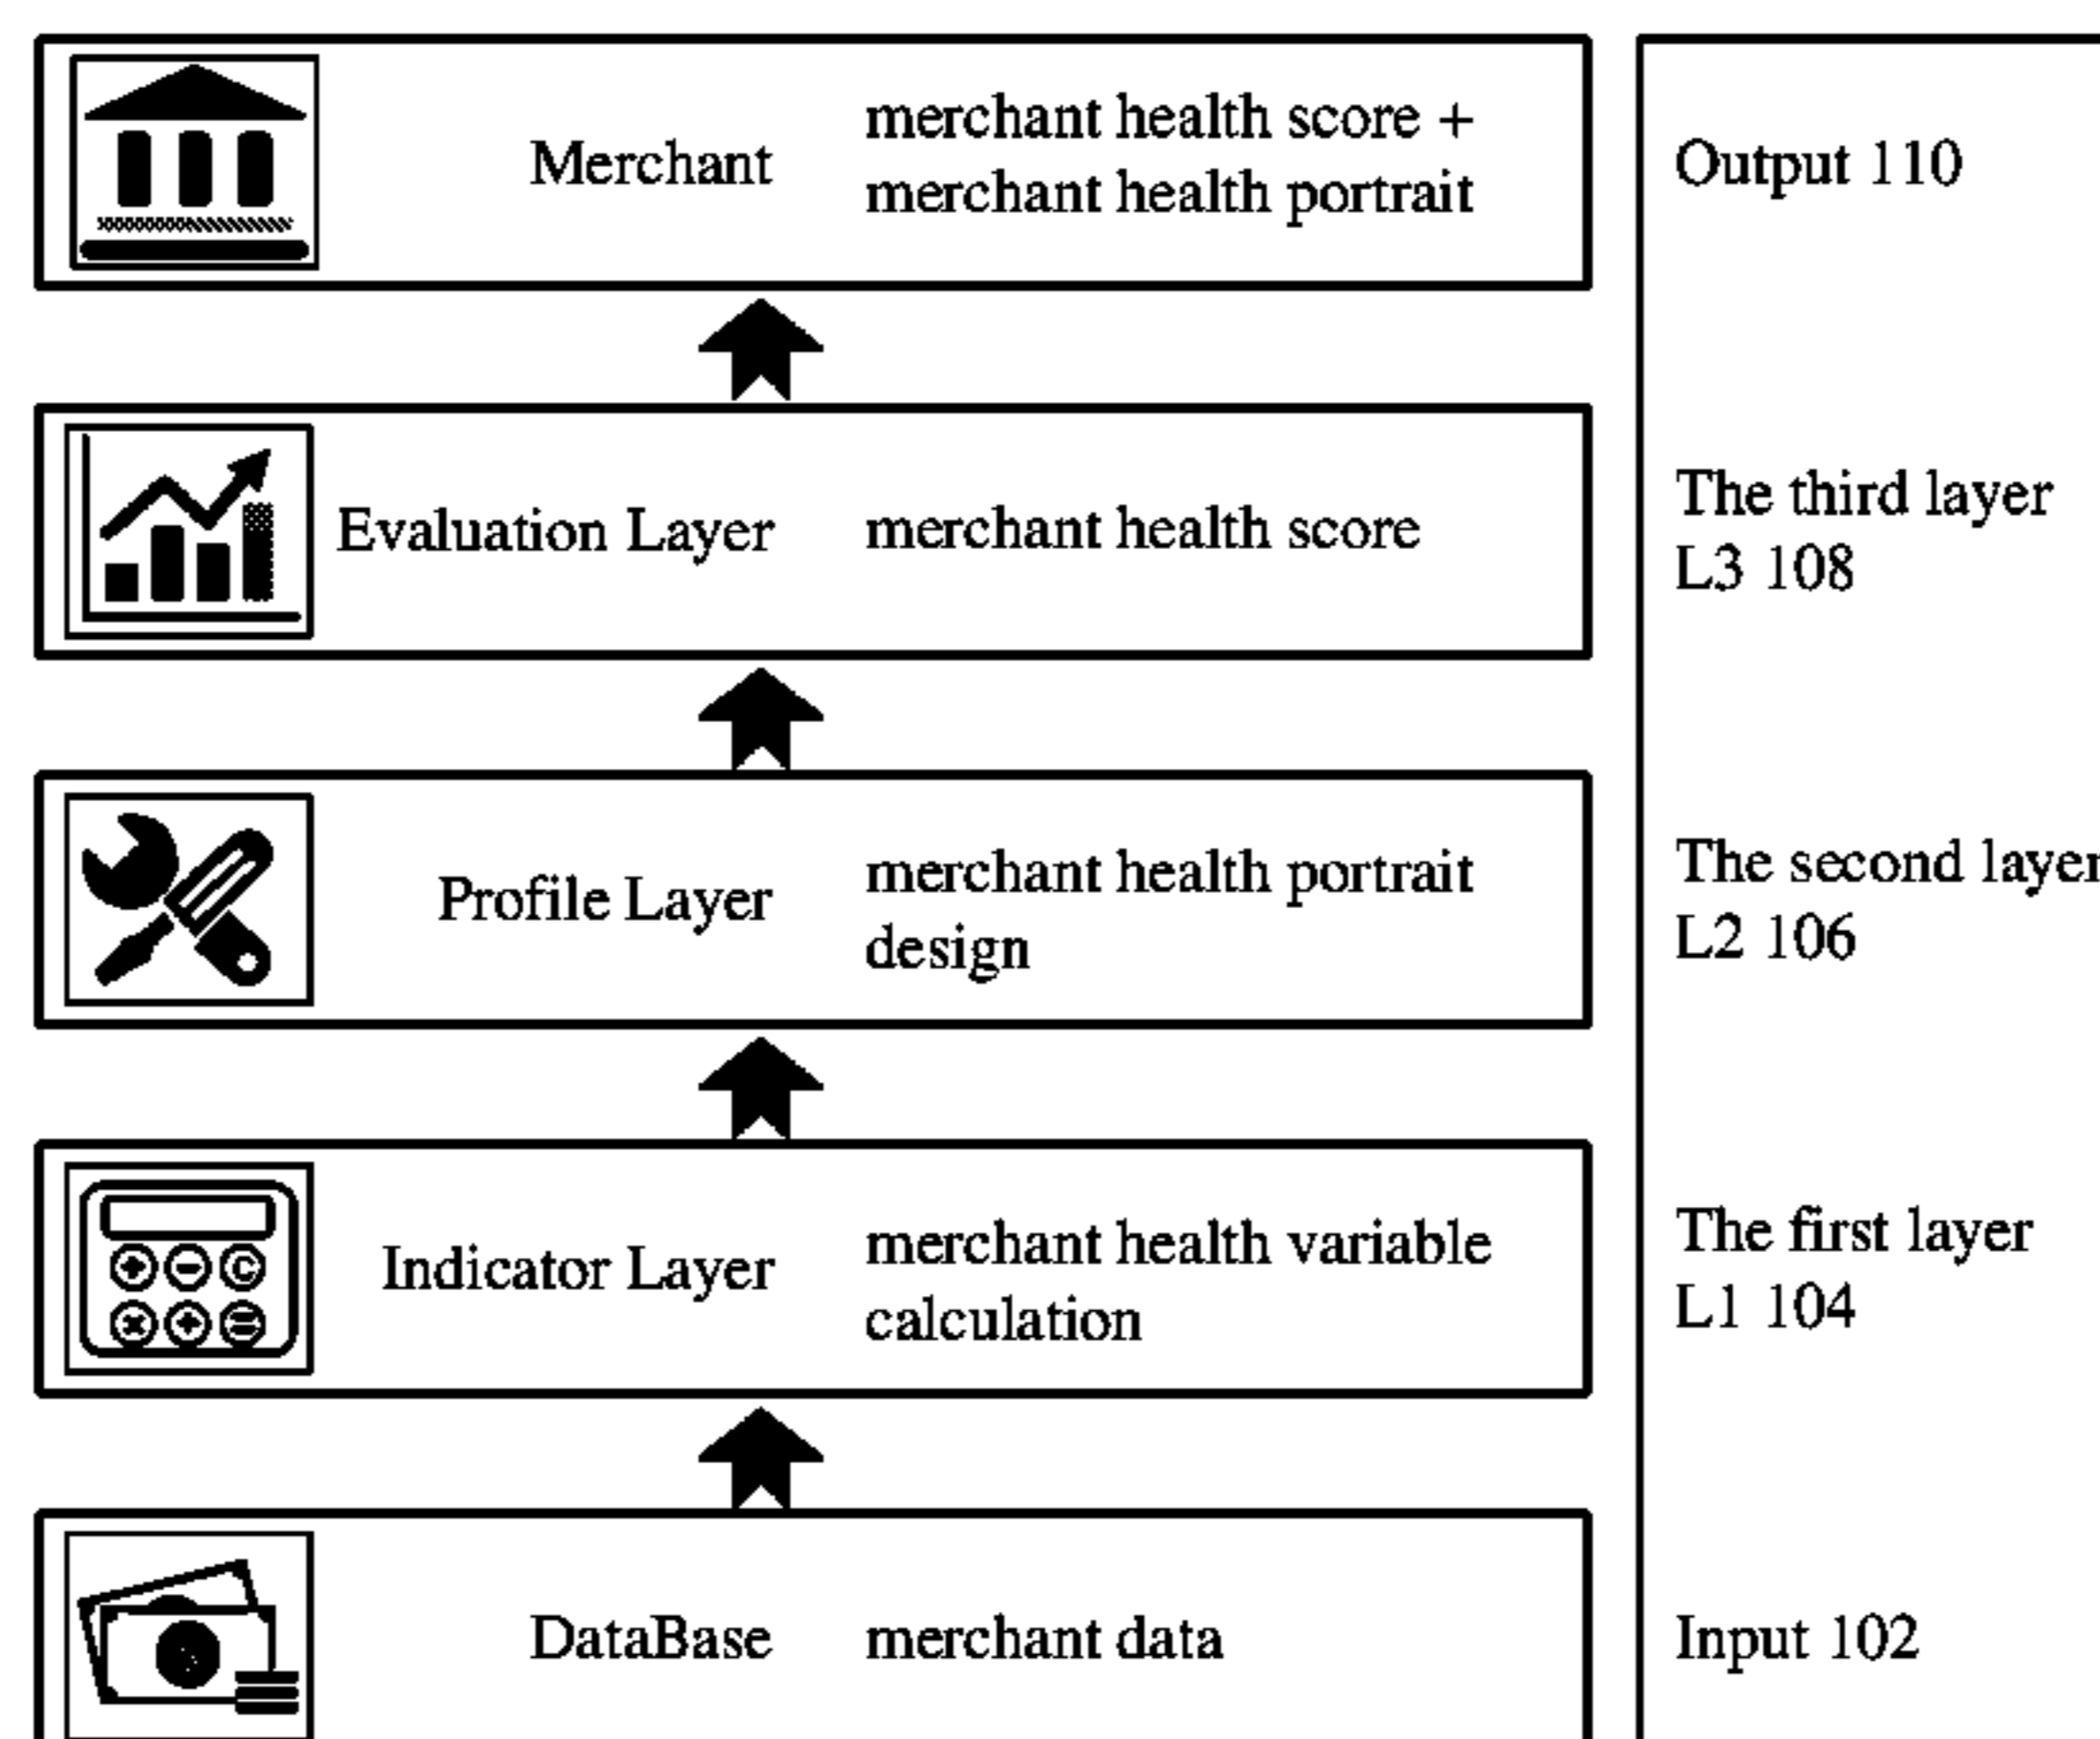 Merchant
merchant health score +
merchant health portrait
Output 110
Evaluation Layer
merchant health score
The third layer
L3 108
Profile Layer
merchant health portrait
design
The second layer
L2 106
Indicator Layer
merchant health variable
calculation
The first layer
L1 104
DataBase
merchant data
Input 102